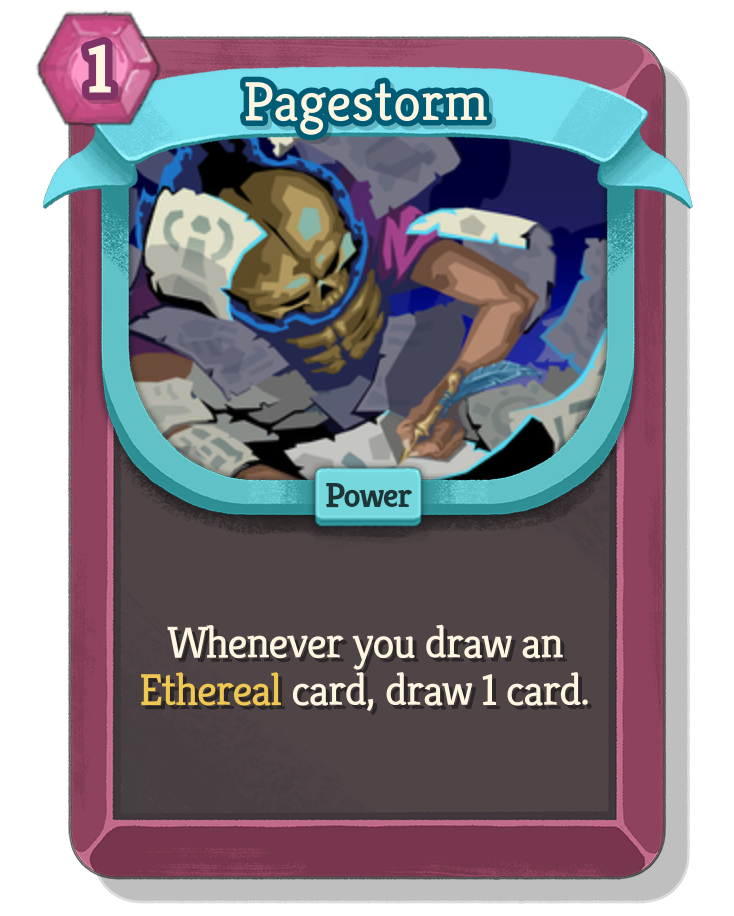 1
Pagestorm
Power
Whenever you draw an
Ethereal card, draw 1 card.